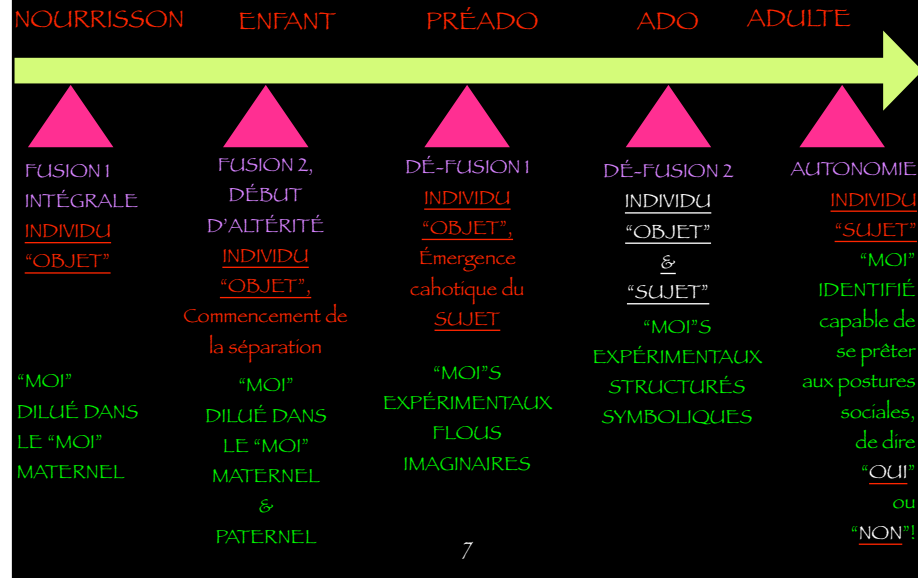 NOURRISSON
ENFANT
PRÉADO
ADO
ADULTE
FUSION 1
INTÉGRALE
INDIVIDU
“OBJET”
“MOI”
DILUÉ DANS
LE “MOI”
MATERNEL
FUSION 2,
DÉBUT
D’ALTÉRITÉ
INDIVIDU
“OBJET”,
Commencement de
la séparation
“MOI”
DILUÉ DANS
LE “MOI”
MATERNEL
&
PATERNEL
DÉ-FUSION 1
INDIVIDU
“OBJET”,
Émergence
cahotique du
SUJET
“MOI”S
EXPÉRIMENTAUX
FLOUS
IMAGINAIRES
DÉ-FUSION 2
INDIVIDU
“OBJET”
&
“SUJET”
“MOI”S
EXPÉRIMENTAUX
STRUCTURÉS
SYMBOLIQUES
AUTONOMIE
INDIVIDU
“SUJET”
“MOI”
IDENTIFIÉ
capable de
se prêter
aux postures
sociales,
de dire
“OUI”
ou
“NON”!
7